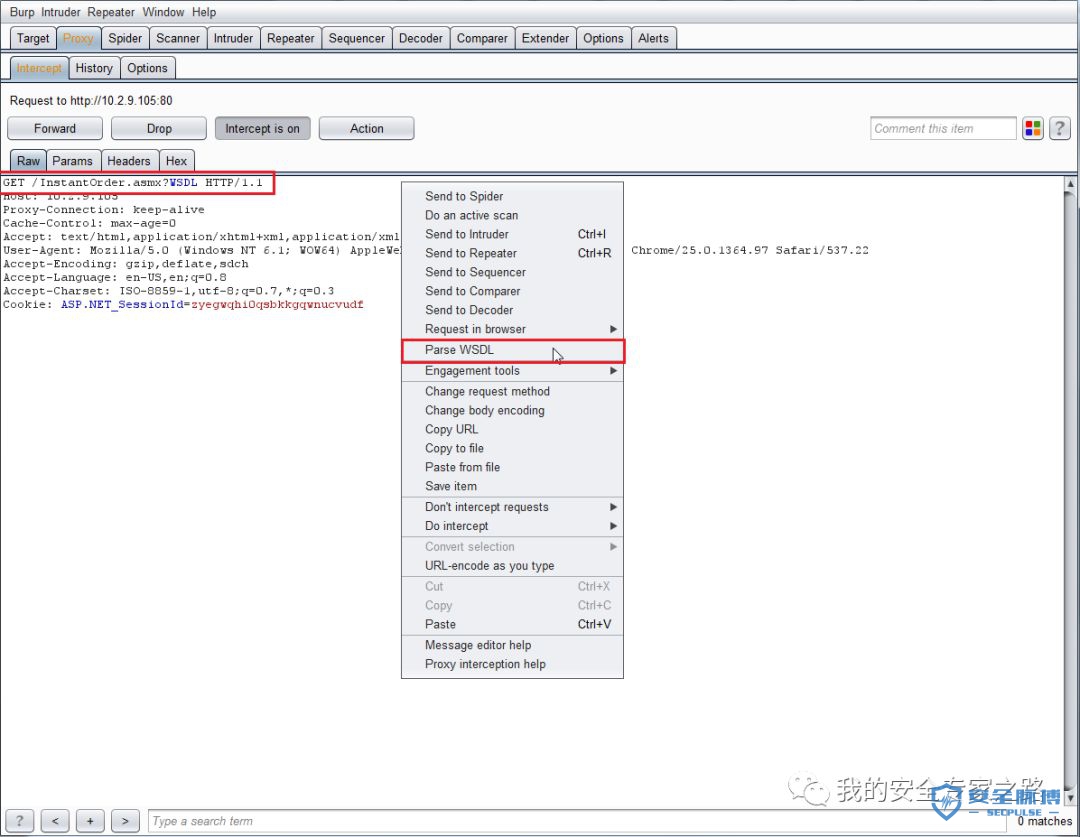 Burp Intruder Repeater Window Help
Target Proxy Spider Scanner Intruder Repeater Sequencer Decoder Comparer Extender Options Alerts
Intercept History Options
Request to http://10.2.9.105:80
Forward Drop Intercept is on Action Comment this item ?
Raw Params Headers Hex
GET /InstantOrder.asmx?WSDL HTTP/1.1
Host: 10.2.9.105
Proxy-Connection: keep-alive
Cache-Control: max-age=0
Accept: text/html,application/xhtml+xml,application/xml
User-Agent: Mozilla/5.0 (Windows NT 6.1; WOW64) AppleWe Chrome/25.0.1364.97 Safari/537.22
Accept-Encoding: gzip,deflate,sdch
Accept-Language: en-US,en;q=0.8
Accept-Charset: ISO-8859-1,utf-8;q=0.7,*;q=0.3
Cookie: ASP.NET_SessionId=zyegwqhi0qsbkkgqwnucvudf
Send to Spider
Do an active scan
Send to Intruder Ctrl+I
Send to Repeater Ctrl+R
Send to Sequencer
Send to Comparer
Send to Decoder
Request in browser
Parse WSDL
Engagement tools
Change request method
Change body encoding
Copy URL
Copy to file
Paste from file
Save item
Don't intercept requests
Do intercept
Convert selection
URL-encode as you type
Cut Ctrl+X
Copy Ctrl+C
Paste Ctrl+V
Message editor help
Proxy interception help
我的安全专家之路
安全脉搏
SECPULSE
? < + > Type a search term 0 matches